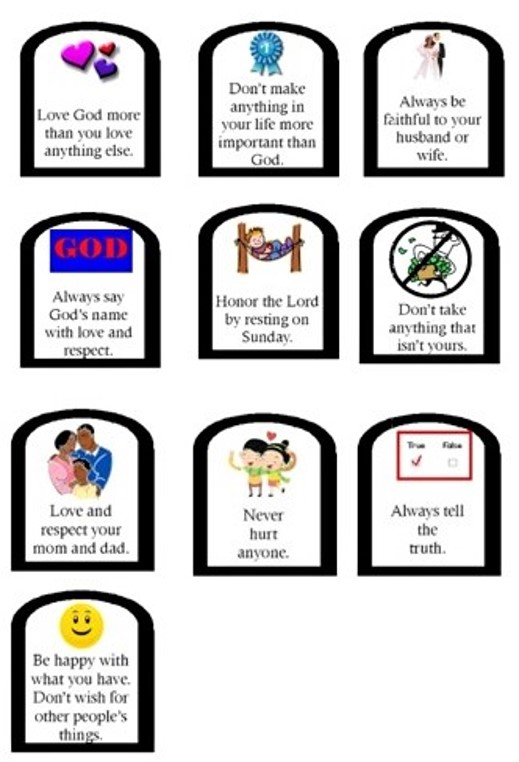 Love God more
than you love
anything else.
1
Don't make
anything in
your life more
important than
God.
Always be
faithful to your
husband or
wife.
GOD
Always say
God's name
with love and
respect.
Honor the Lord
by resting on
Sunday.
Don't take
anything that
isn't yours.
Love and
respect your
mom and dad.
Never
hurt
anyone.
True False
Always tell
the
truth.
Be happy with
what you have.
Don't wish for
other people's
things.